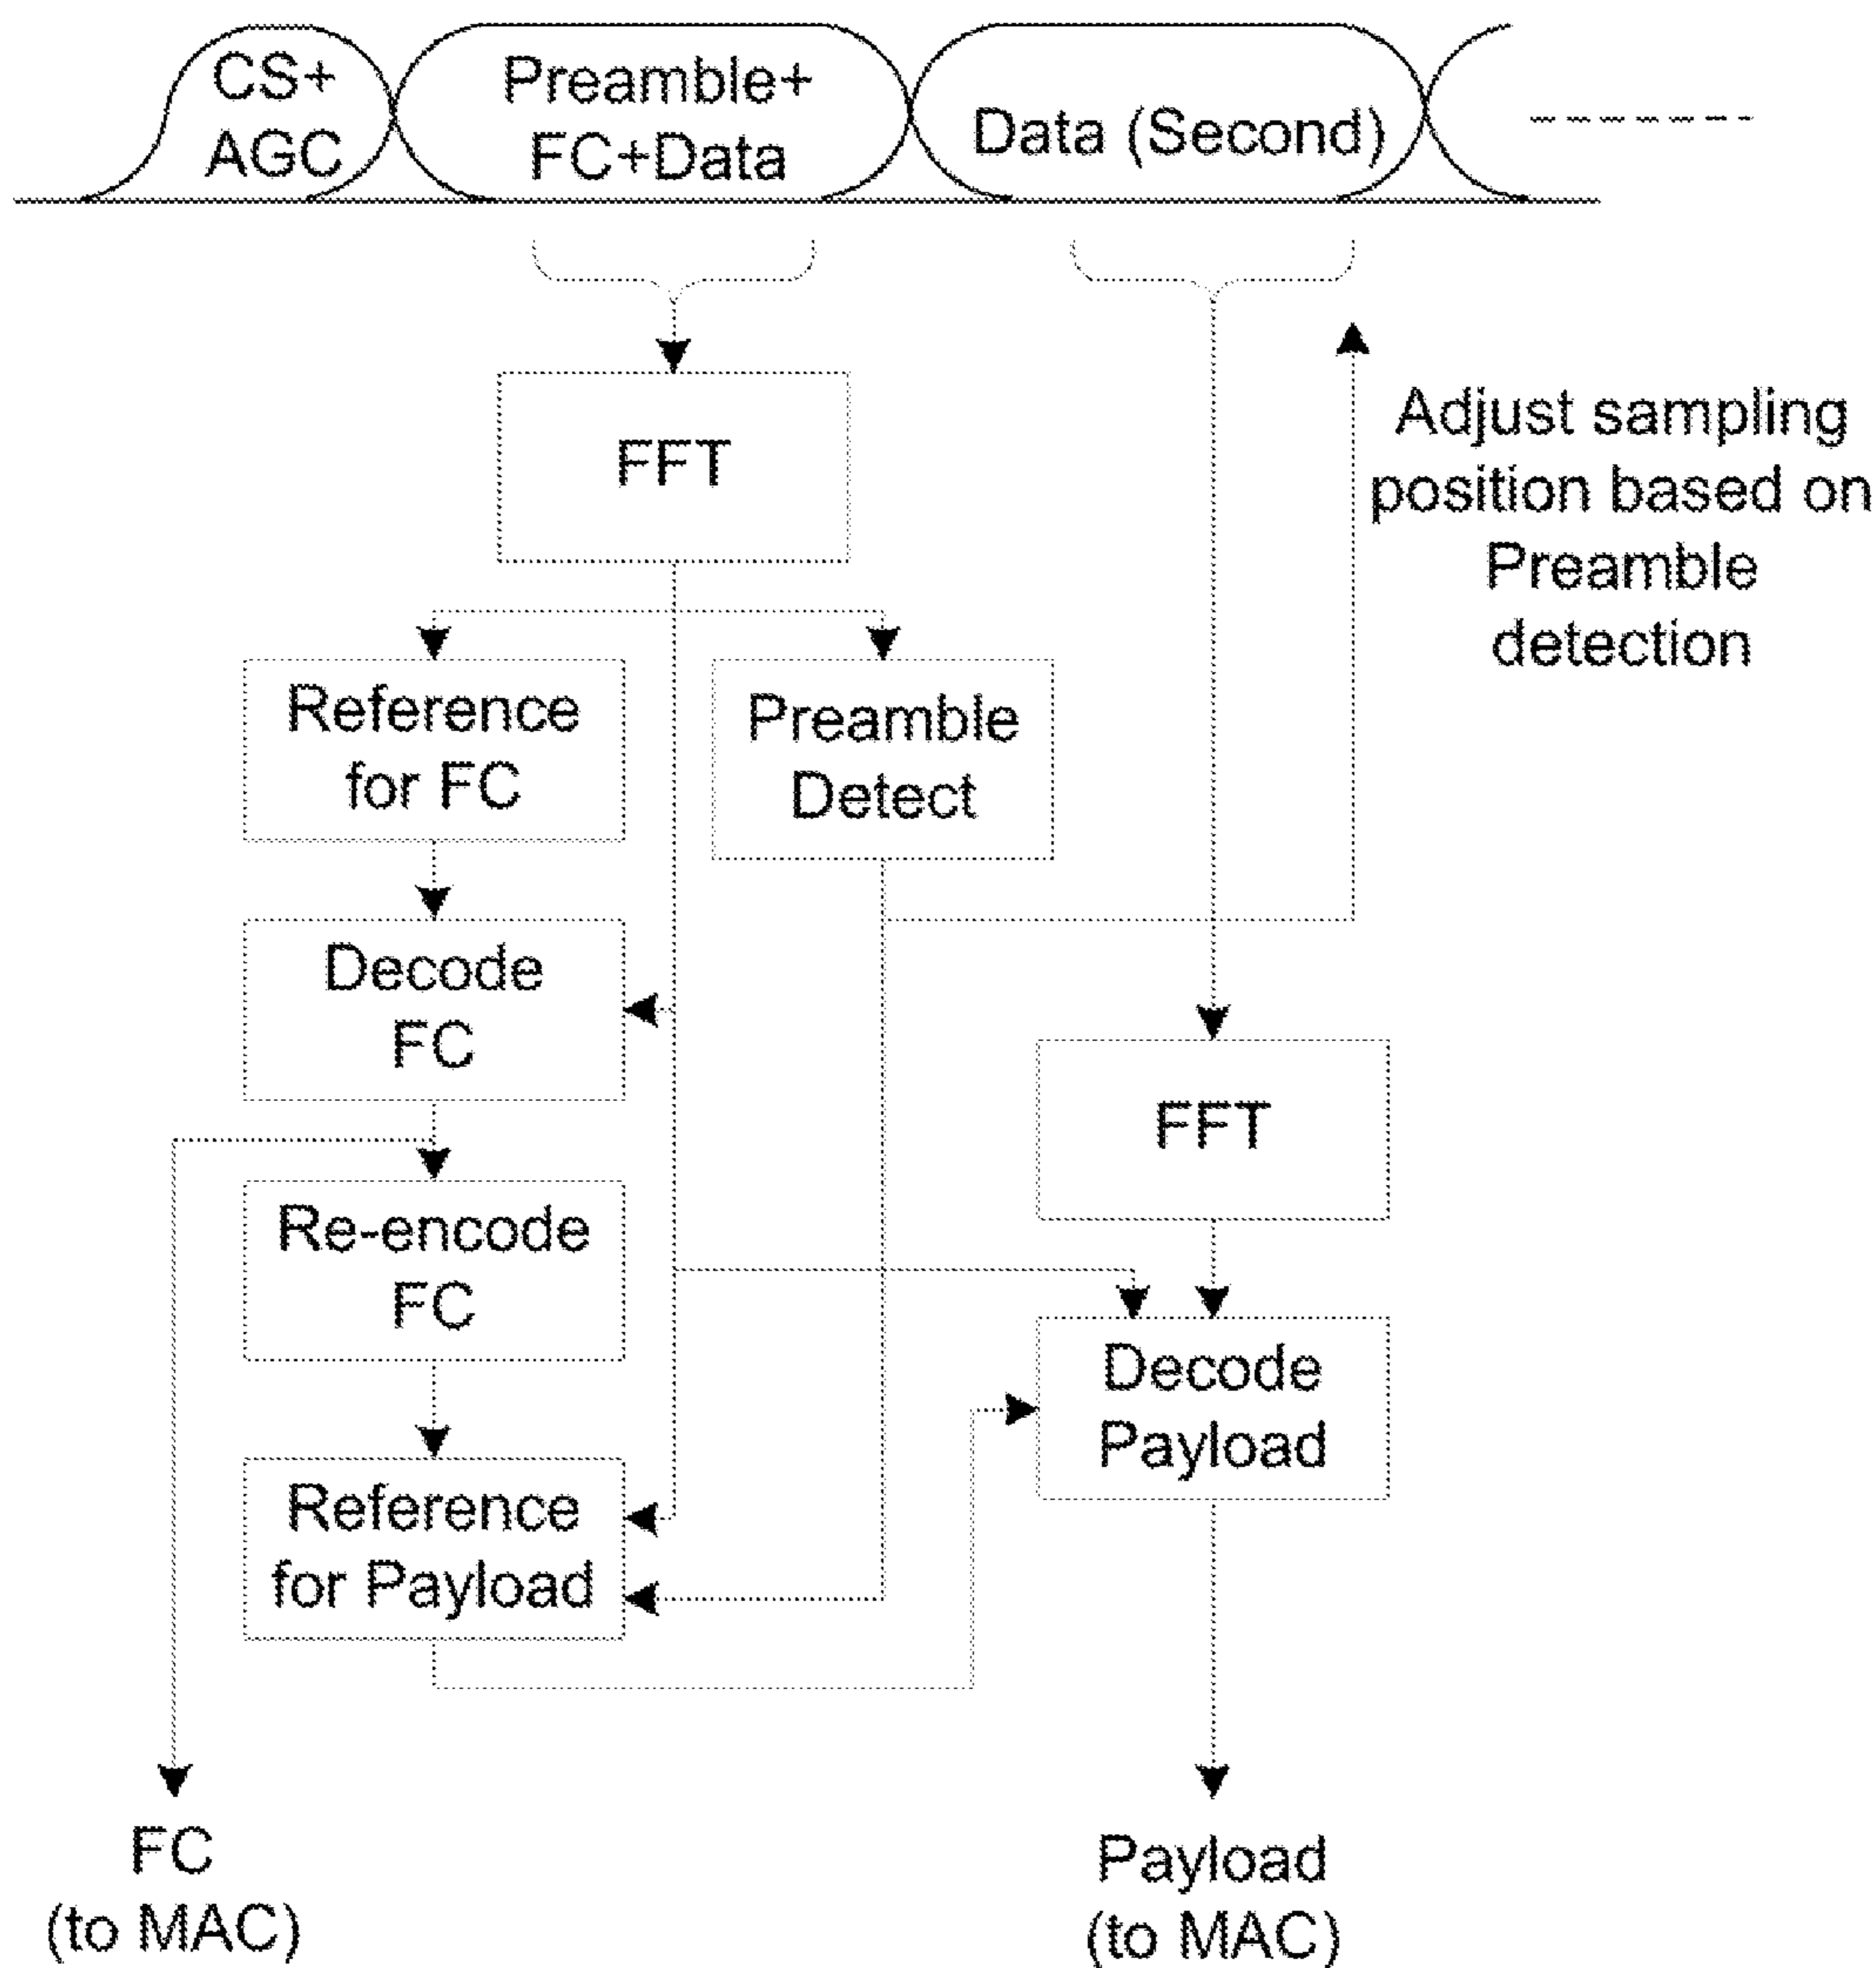 CS+
AGC
Preamble+
FC+Data
Data (Second)
FFT
Adjust sampling
position based on
Preamble
detection
Reference
for FC
Preamble
Detect
Decode
FC
FFT
Re-encode
FC
Decode
Payload
Reference
for Payload
FC
(to MAC)
Payload
(to MAC)